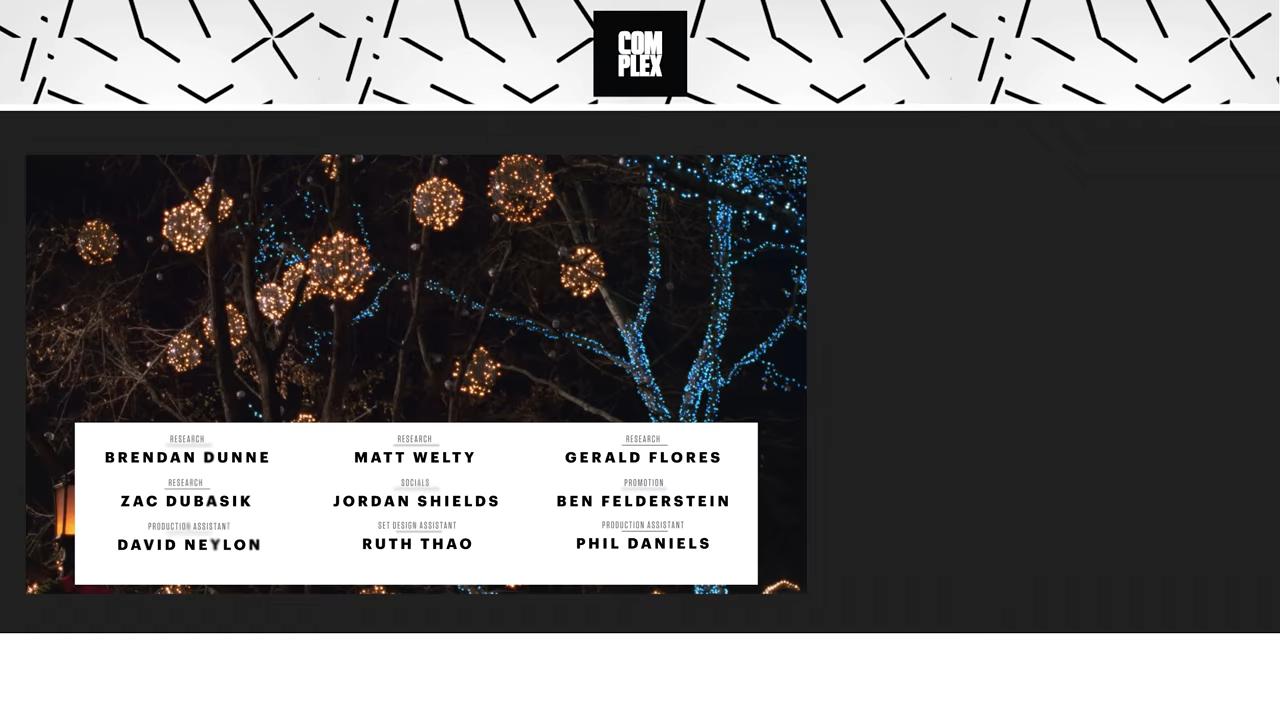 COM
PLEX
RESEARCH
BRENDAN DUNNE
RESEARCH
MATT WELTY
RESEARCH
GERALD FLORES
RESEARCH
ZAC DUBASIK
SOCIALS
JORDAN SHIELDS
PROMOTION
BEN FELDERSTEIN
PRODUCTION ASSISTANT
DAVID NEYLON
SET DESIGN ASSISTANT
RUTH THAO
PRODUCTION ASSISTANT
PHIL DANIELS